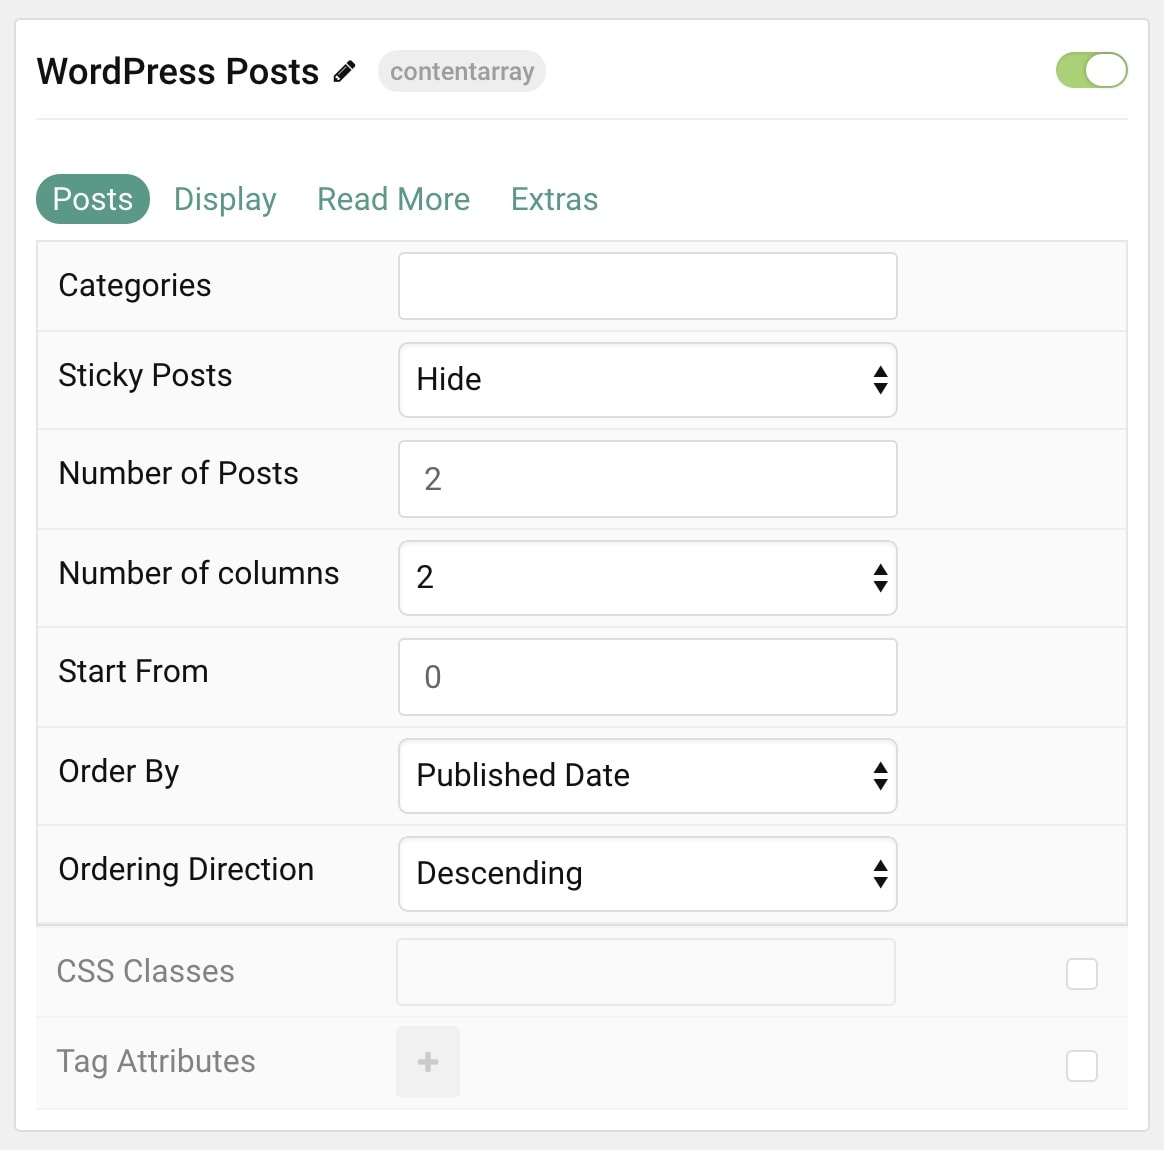 WordPress Posts contentarray
Posts Display Read More Extras
Categories
Sticky Posts Hide
Number of Posts 2
Number of columns 2
Start From 0
Order By Published Date
Ordering Direction Descending
CSS Classes
Tag Attributes +